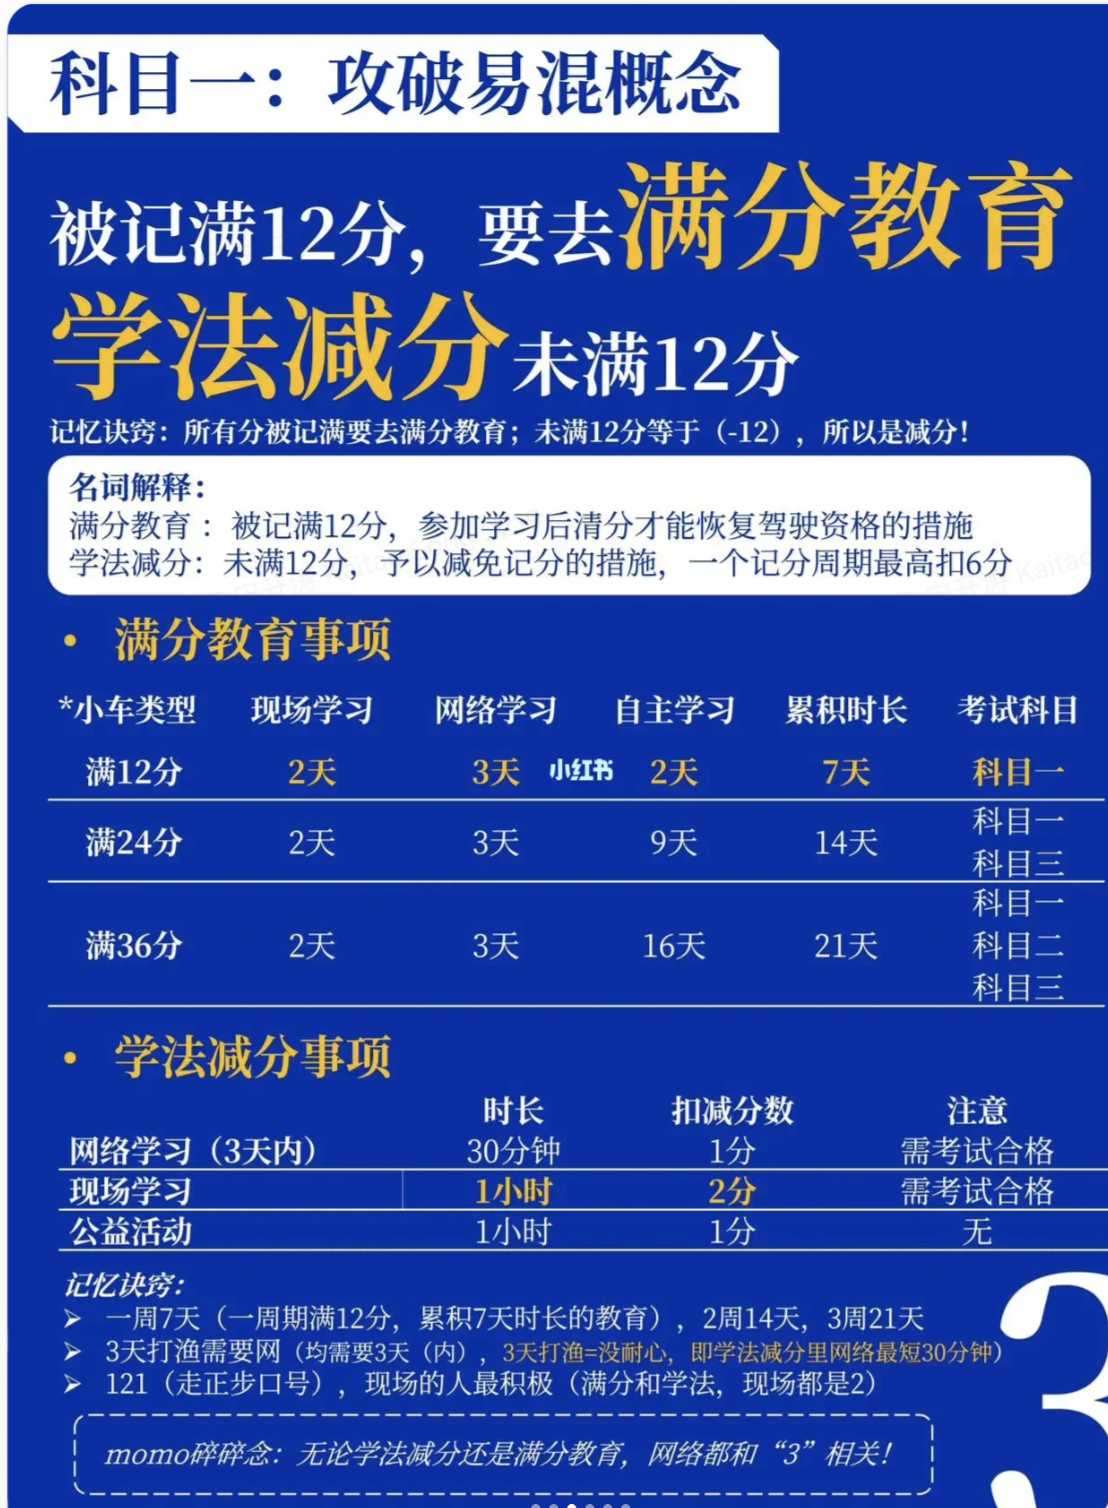 科目一：攻破易混概念
被记满12分，要去满分教育
学法减分未满12分
记忆诀窍：所有分被记满要去满分教育；未满12分等于（-12），所以是减分！
名词解释：
满分教育 ：被记满12分，参加学习后清分才能恢复驾驶资格的措施
学法减分：未满12分，予以减免记分的措施，一个记分周期最高扣6分
• 满分教育事项
*小车类型 现场学习 网络学习 自主学习 累积时长 考试科目
满12分 2天 3天 小红书 2天 7天 科目一
满24分 2天 3天 9天 14天 科目一
科目三
满36分 2天 3天 16天 21天 科目一
科目二
科目三
• 学法减分事项
时长 扣减分数 注意
网络学习（3天内） 30分钟 1分 需考试合格
现场学习 1小时 2分 需考试合格
公益活动 1小时 1分 无
记忆诀窍：
➢ 一周7天（一周期满12分，累积7天时长的教育），2周14天，3周21天
➢ 3天打渔需要网（均需要3天（内），3天打渔=没耐心，即学法减分里网络最短30分钟）
➢ 121（走正步口号），现场的人最积极（满分和学法，现场都是2）
momo碎碎念：无论学法减分还是满分教育，网络都和“3”相关！
3